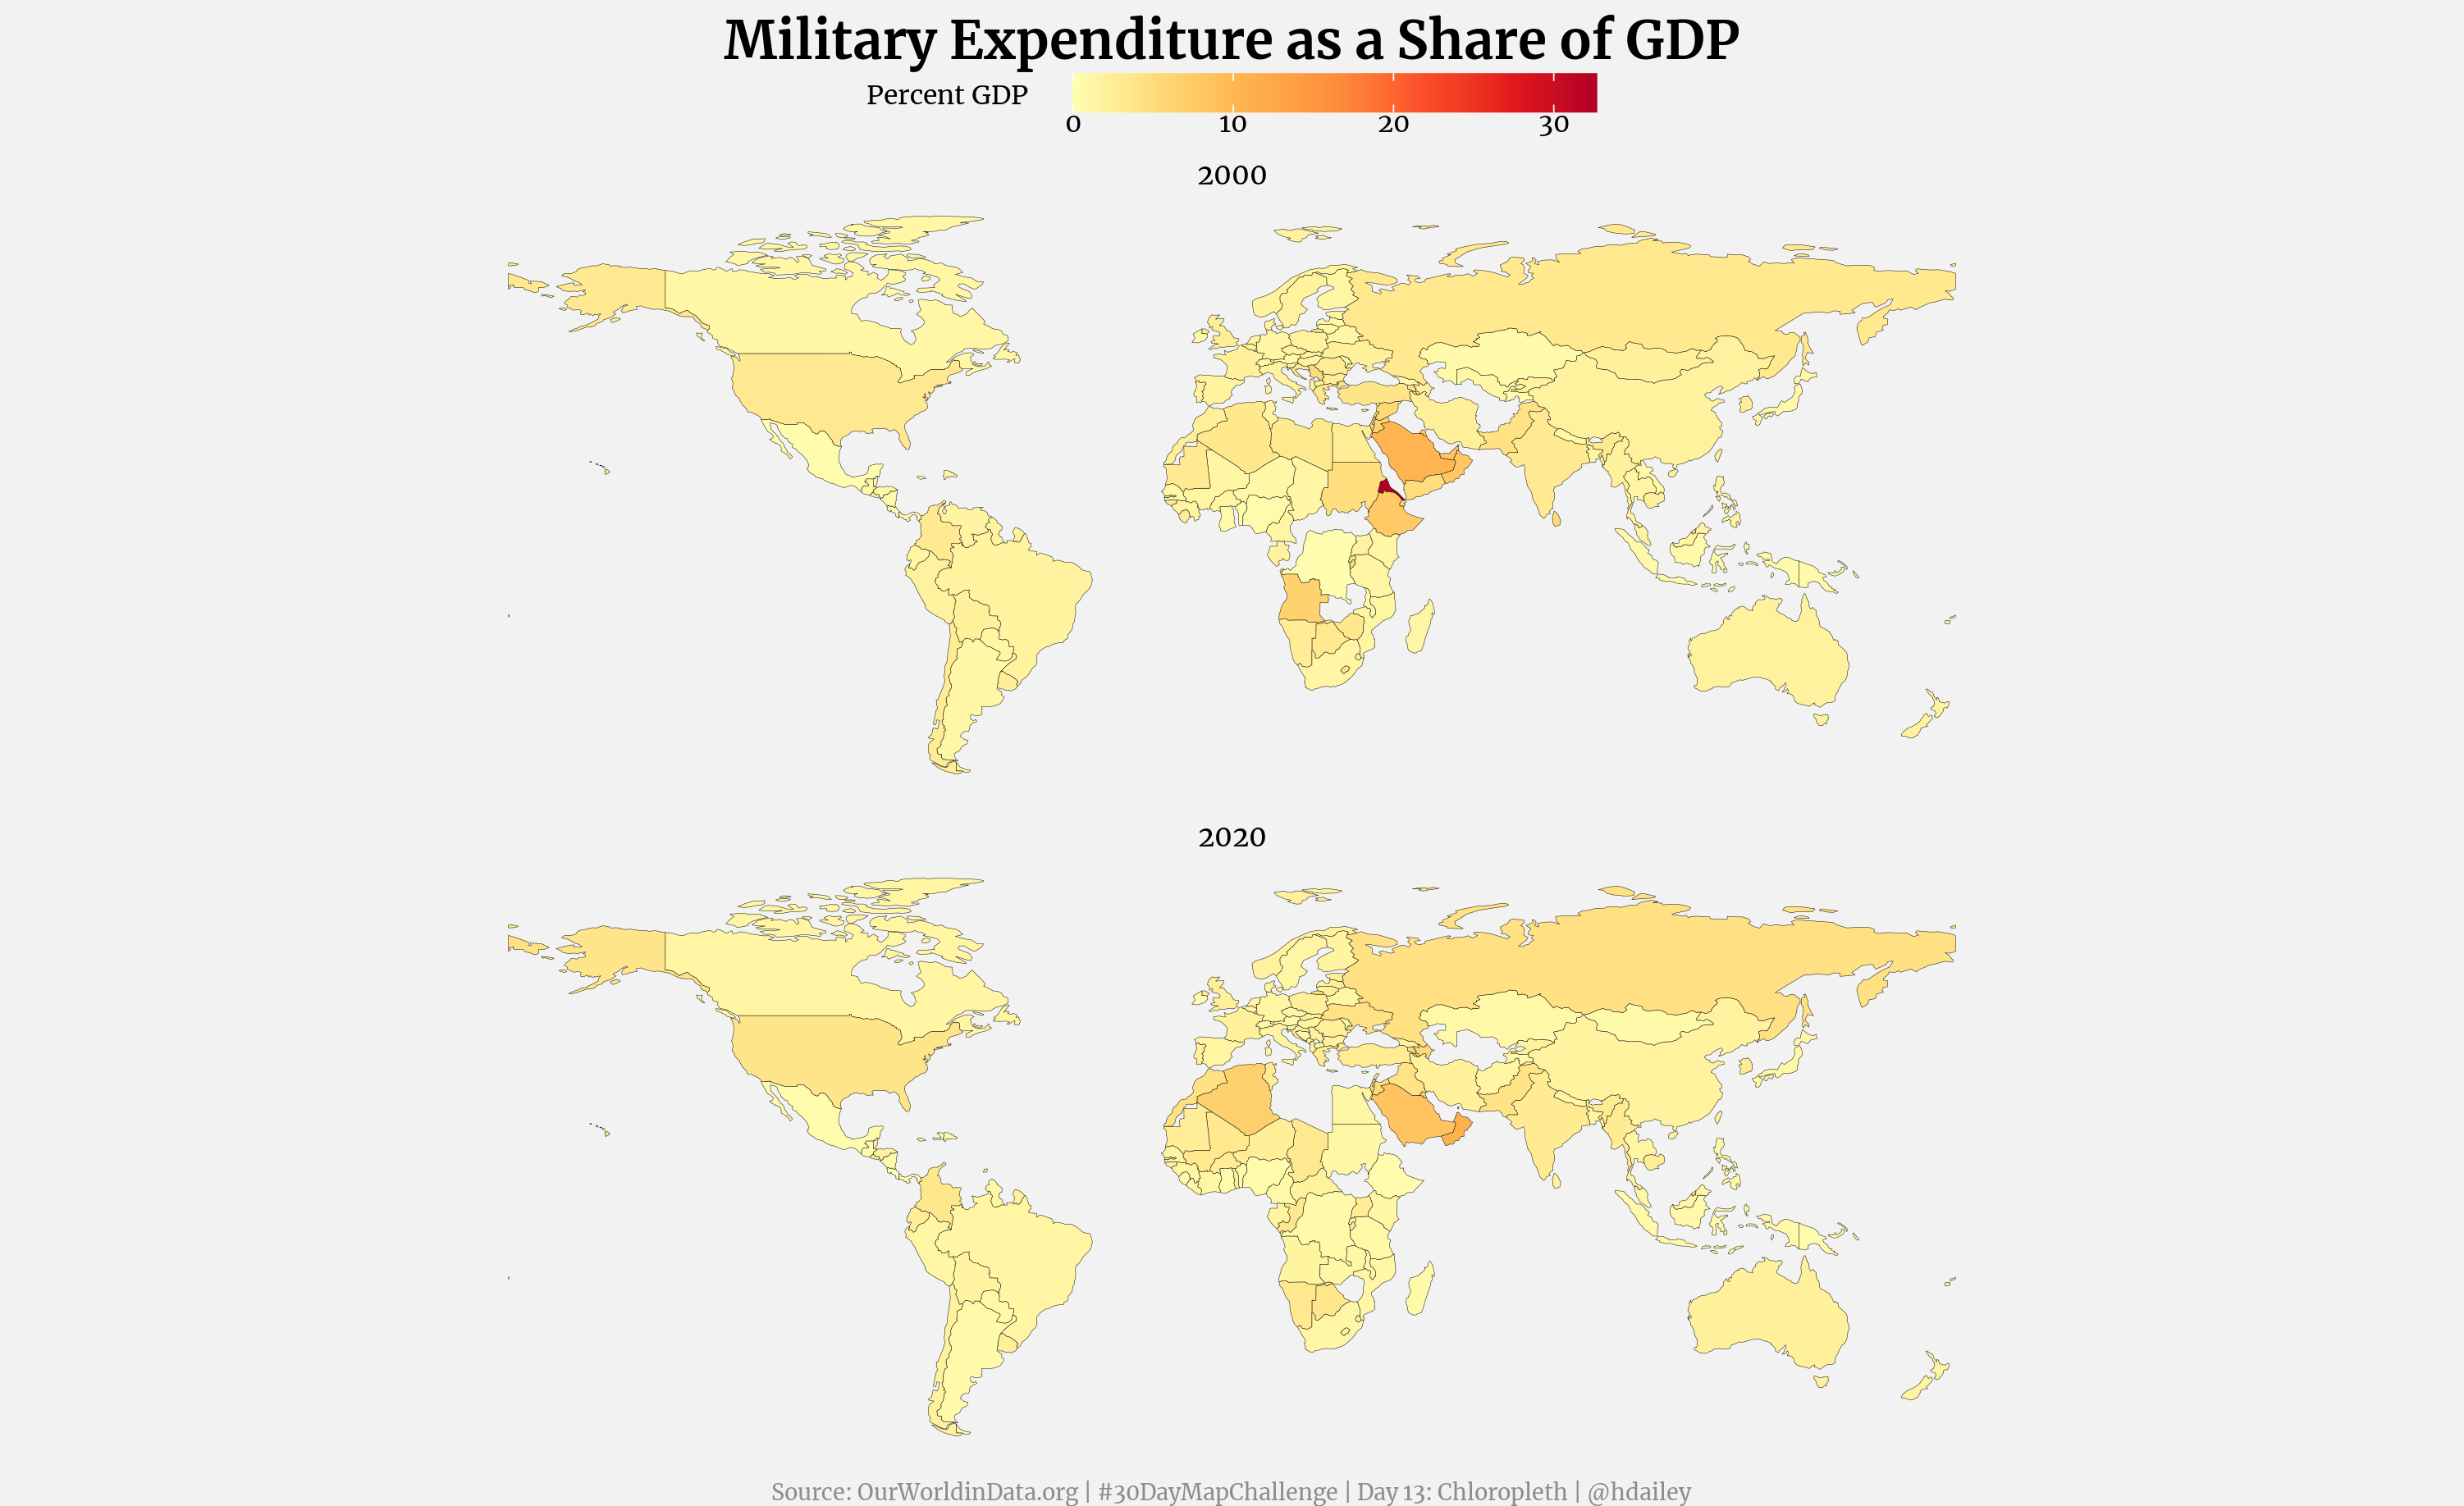 Military Expenditure as a Share of GDP
Percent GDP
0 10 20 30
2000
2020
Source: OurWorldinData.org | #30DayMapChallenge | Day 13: Chloropleth | @hdailey